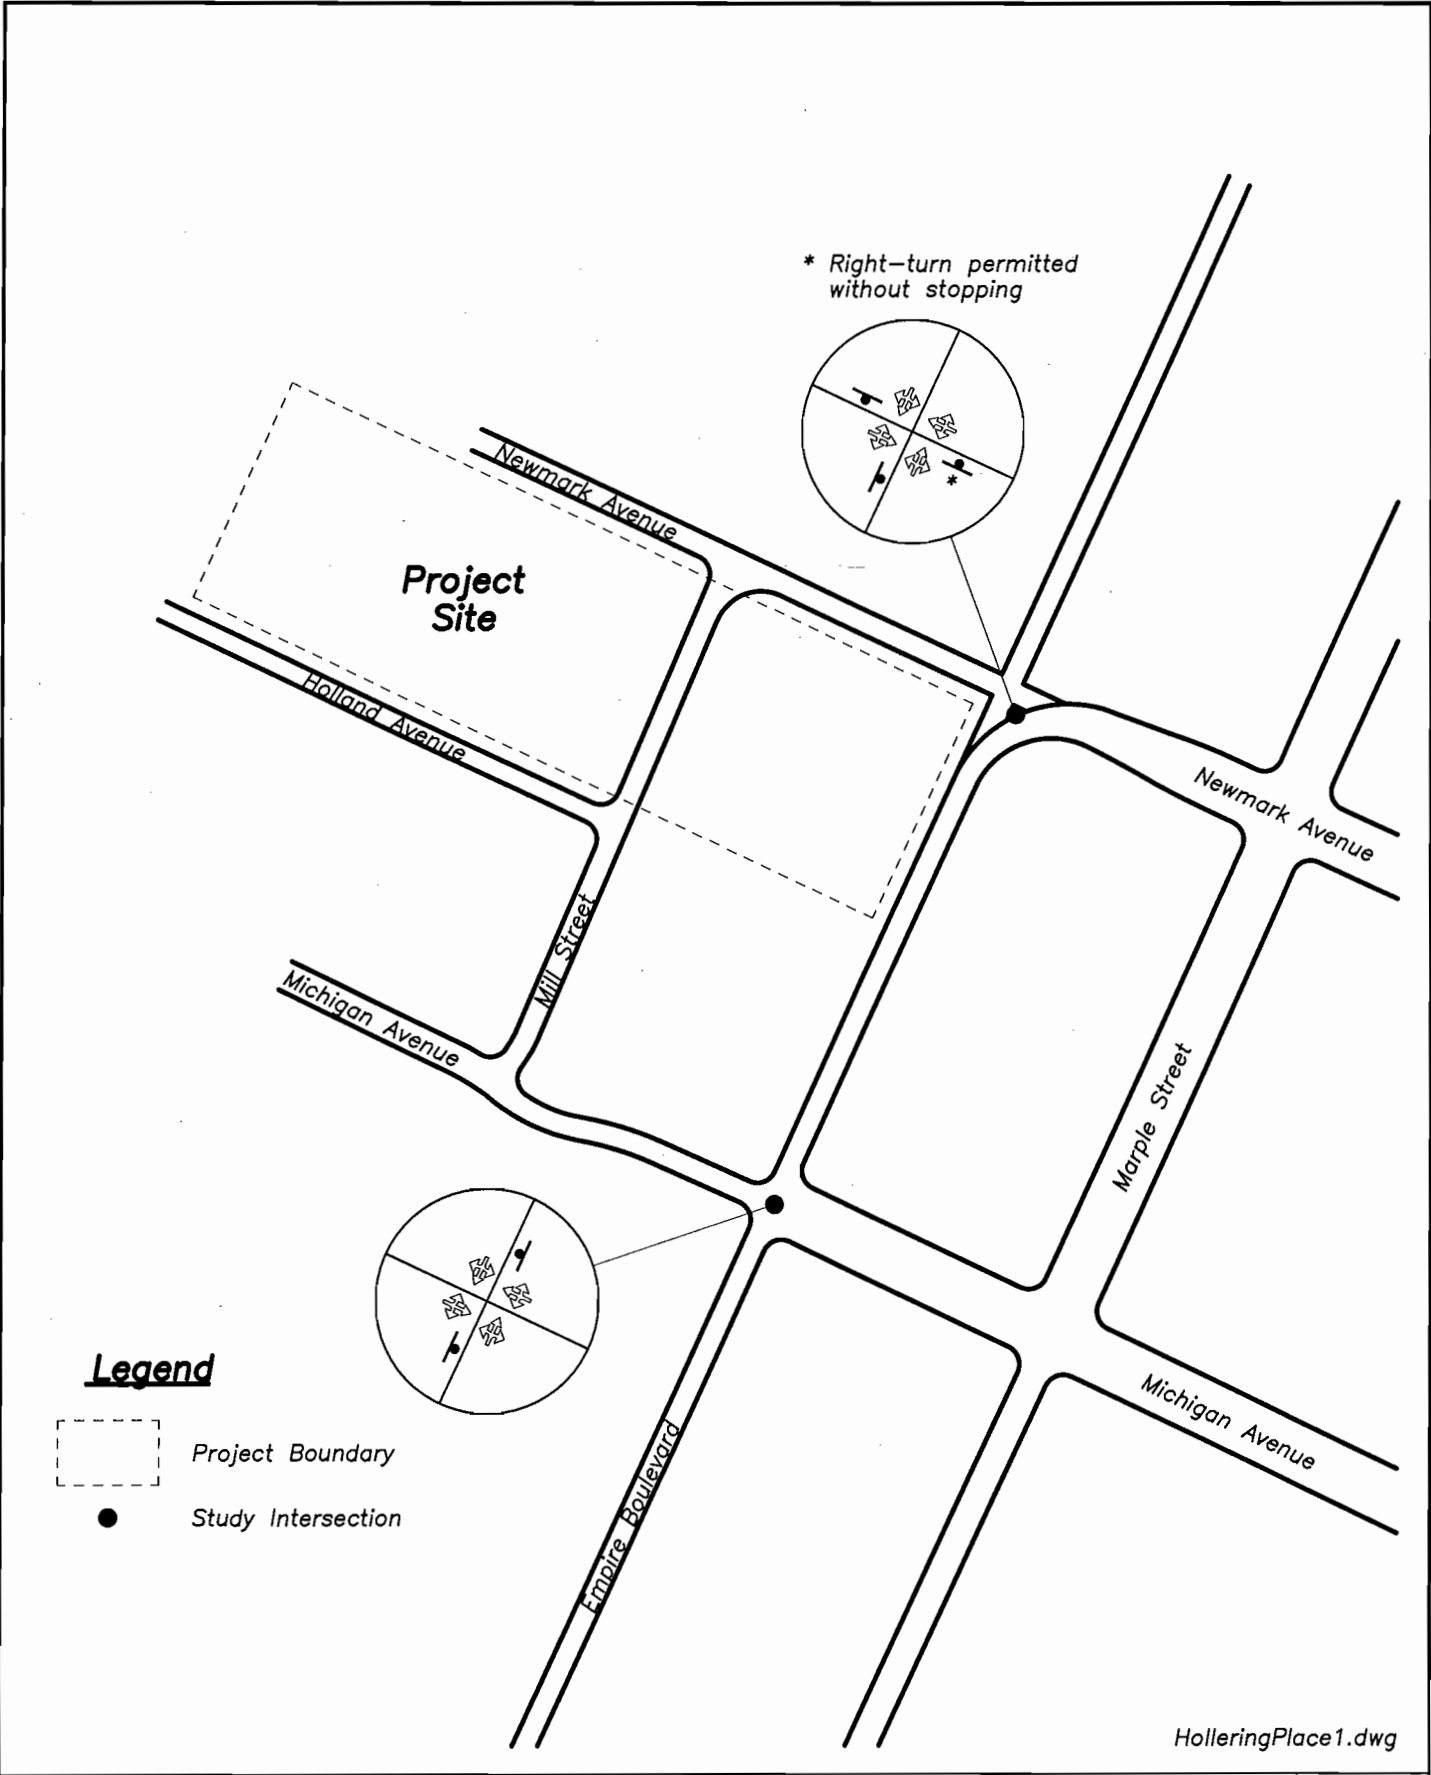 * Right-turn permitted
without stopping
Newmark Avenue
Project
Site
Holland Avenue
Newmark Avenue
*
Mill Street
Michigan Avenue
Marple Street
Michigan Avenue
Empire Boulevard
Legend
Project Boundary
Study Intersection
HolleringPlace1.dwg